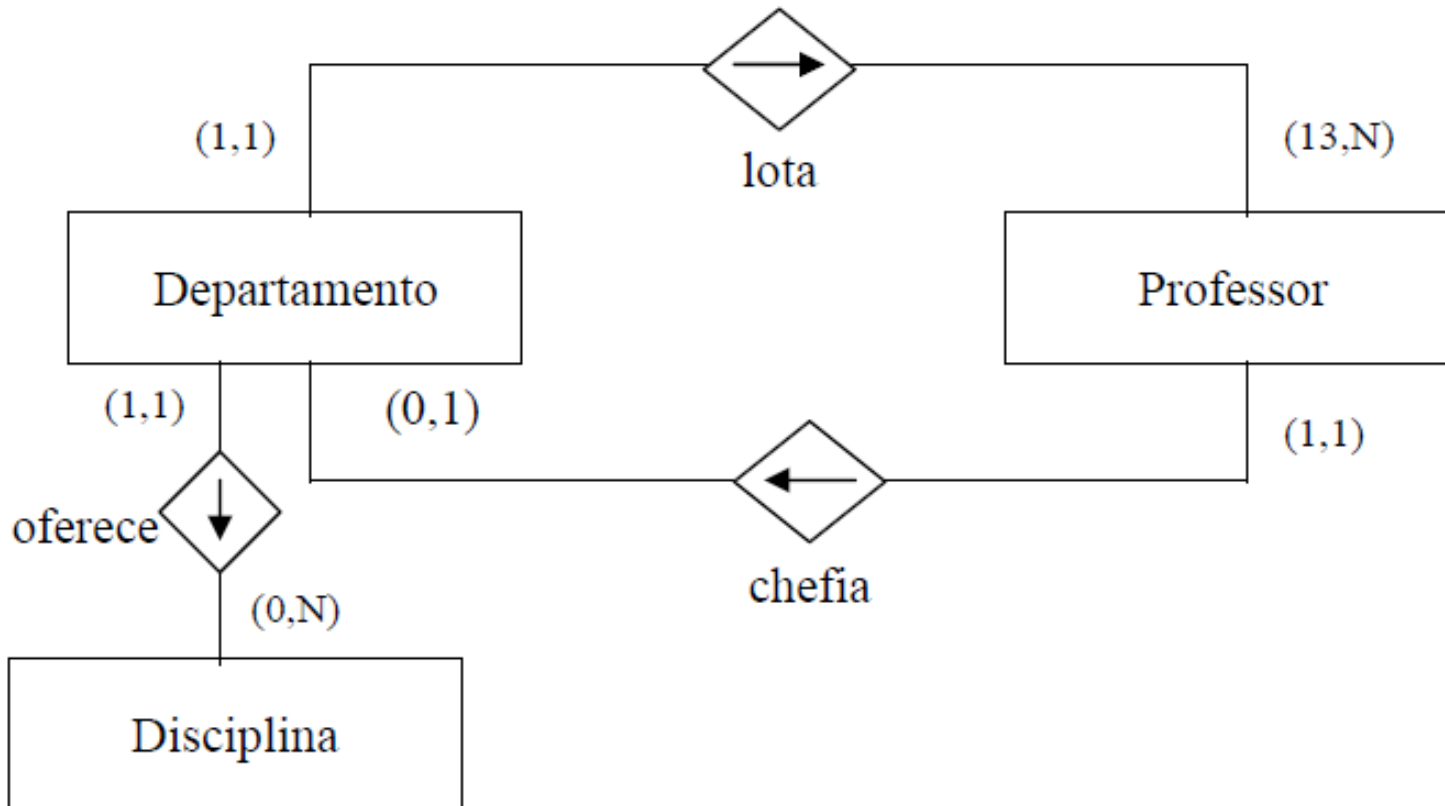 (1,1)
(13,N)
lota
Departamento
Professor
(1,1)
(0,1)
(1,1)
oferece
chefia
(0,N)
Disciplina